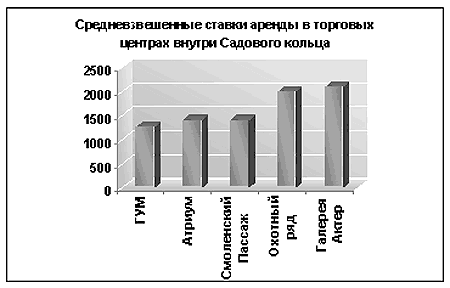 Средневзвешенные ставки аренды в торговых
центрах внутри Садового кольца
2500
2000
1500
1000
500
0
ГУМ
Атриум
Смоленский
Пассаж
Охотный
ряд
Галерея
Актер